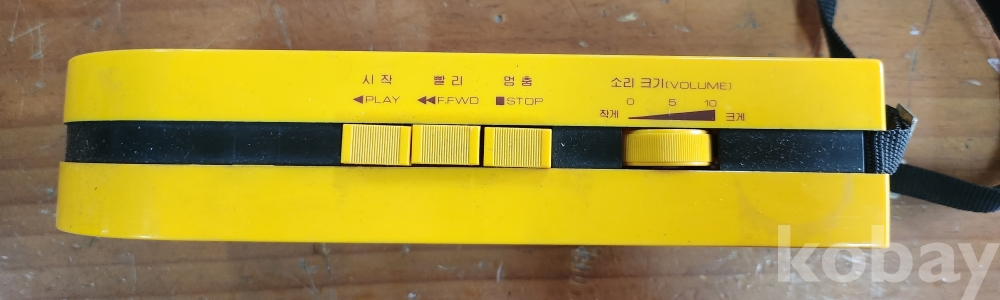 시작 빨리 멈춤 소리 크기(VOLUME)
◀PLAY ◀◀F.FWD ■STOP 0 5 10
작게 크게
kobay